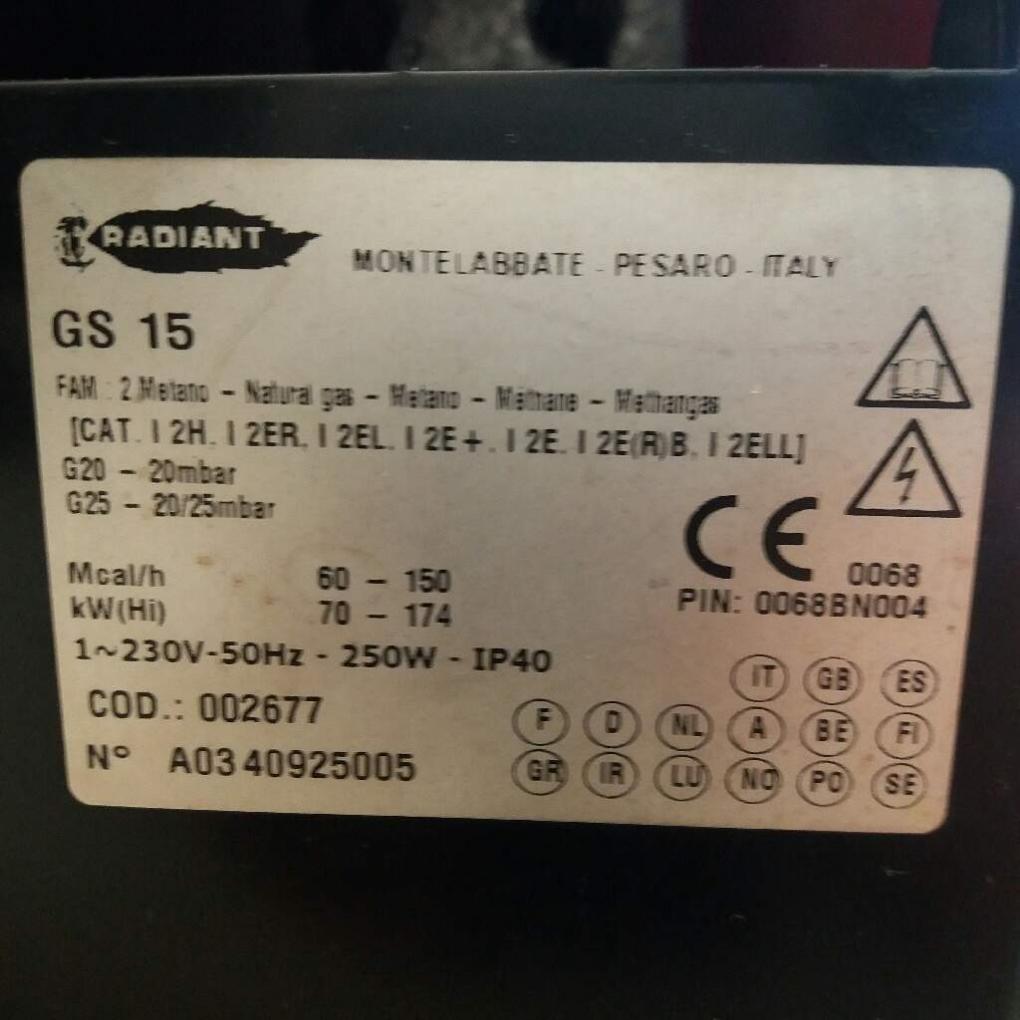 RADIANT
MONTELABBATE - PESARO - ITALY
GS 15
FAM : 2 Metano - Natural gas - Metano - Méthane - Methangas
[CAT. I 2H. I 2ER. I 2EL. I 2E+. I 2E. I 2E(R)B. I 2ELL]
G20 - 20mbar
G25 - 20/25mbar
CE 0068
Mcal/h 60 - 150
kW(Hi) 70 - 174
PIN: 0068BN004
1~230V-50Hz - 250W - IP40
COD.: 002677
N° A0340925005
IT GB ES
F D NL A BE FI
GR IR LU NO PO SE